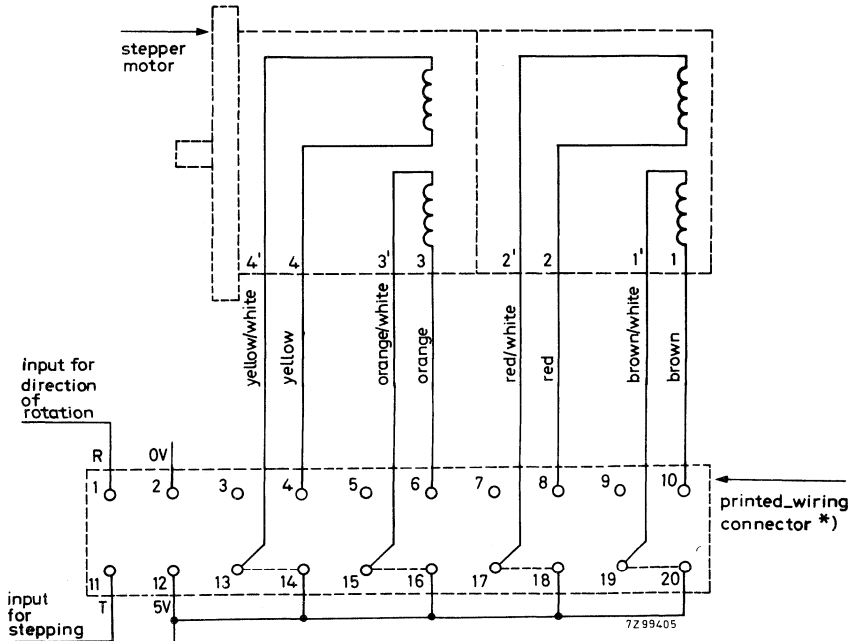 stepper
motor
4' 4 3' 3 2' 2 1' 1
yellow/white
yellow
orange/white
orange
red/white
red
brown/white
brown
input for
direction
of
rotation
R 0V
1 2 3 4 5 6 7 8 9 10
printed_wiring
connector *)
11 12 13 14 15 16 17 18 19 20
T 5V
input
for
stepping
7Z99405